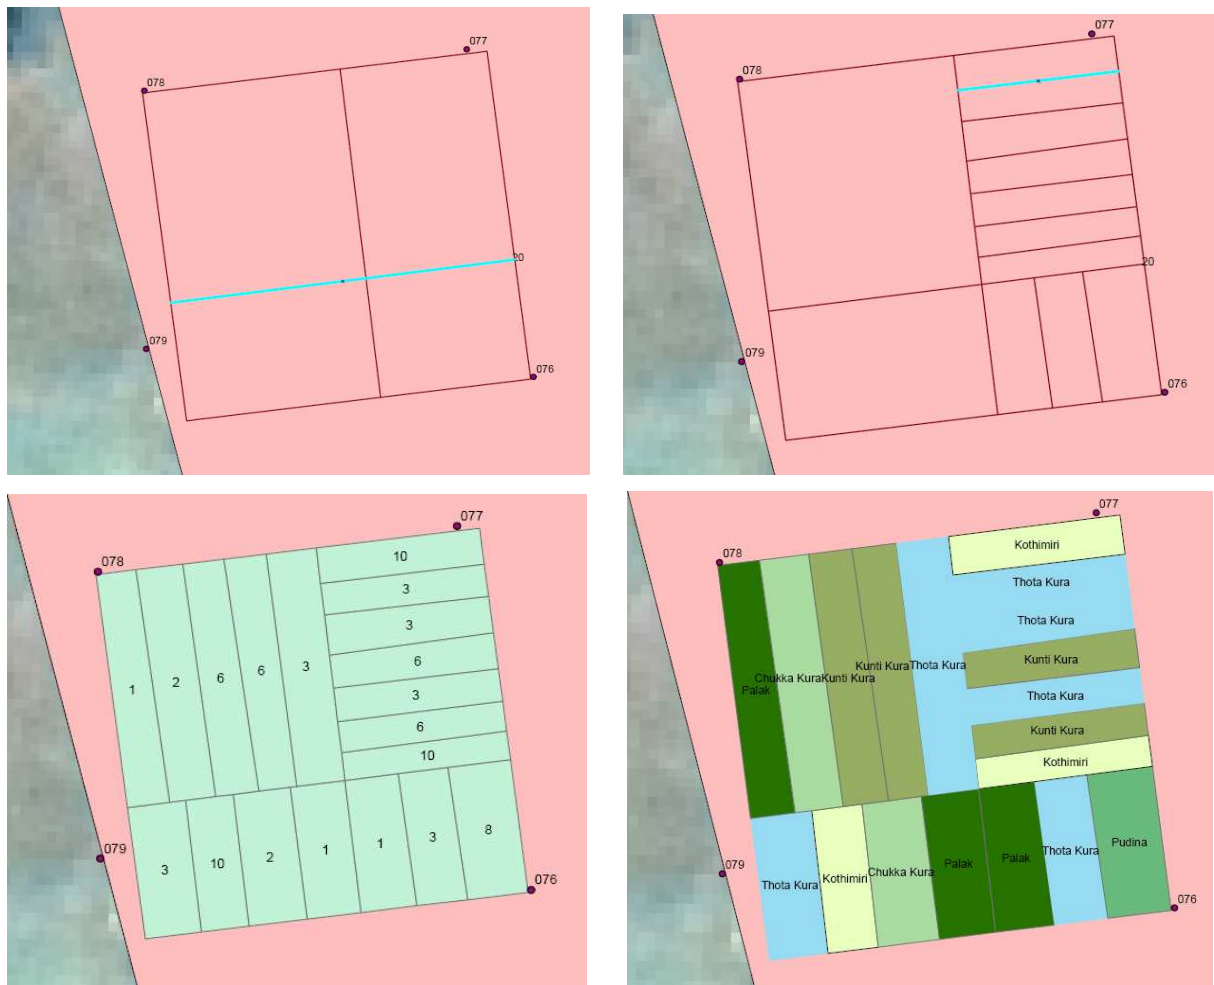 077
078
20
079
076
077
078
20
079
076
077
078
10
3
3
6
3
6
10
1
2
6
6
3
079
3
10
2
1
1
3
8
076
077
078
Kothimiri
Thota Kura
Thota Kura
Kunti Kura
Thota Kura
Kunti Kura
Kothimiri
Palak
Chukka Kura
Kunti Kura
Kunti Kura
Thota Kura
079
Thota Kura
Kothimiri
Chukka Kura
Palak
Palak
Thota Kura
Pudina
076